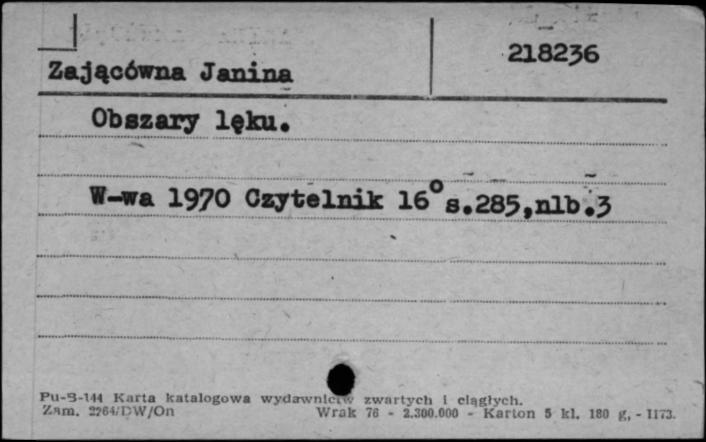 218236
Zającówna Janina
Obszary lęku.
W-wa 1970 Czytelnik 16° s.285,nlb.3
Pu-B-144 Karta katalogowa wydawnictw zwartych i ciągłych.
Zam. 2264/DW/On Wrak 76 - 2.300.000 - Karton 5 kl. 180 g, - II73.